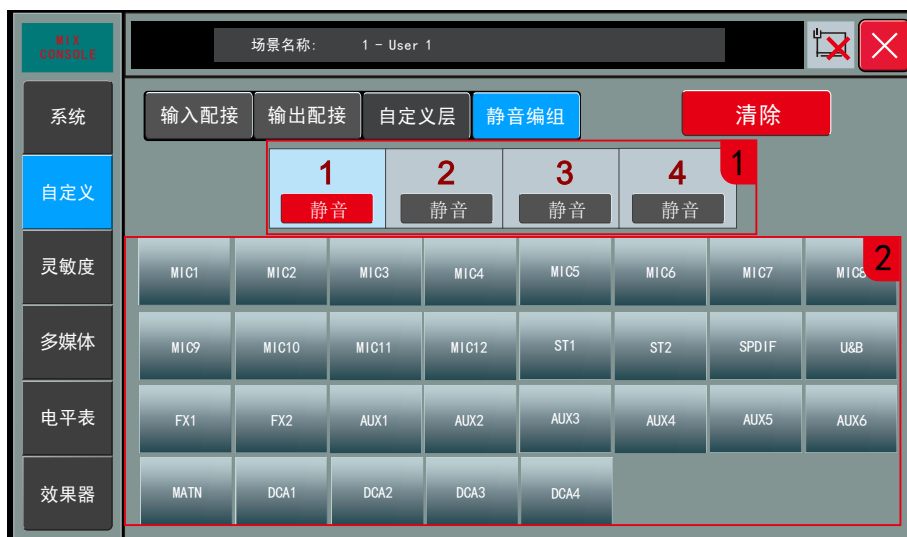 MIX
CONSOLE
场景名称: 1 - User 1
系统
输入配接 输出配接 自定义层 静音编组 清除
1
1 2 3 4
静音 静音 静音 静音
自定义
2
灵敏度
MIC1 MIC2 MIC3 MIC4 MIC5 MIC6 MIC7 MIC8
多媒体
MIC9 MIC10 MIC11 MIC12 ST1 ST2 SPDIF U&B
电平表
FX1 FX2 AUX1 AUX2 AUX3 AUX4 AUX5 AUX6
效果器
MATN DCA1 DCA2 DCA3 DCA4